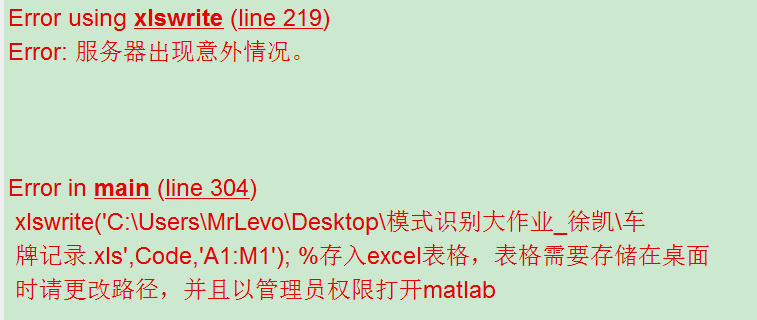 Error using xlswrite (line 219)
Error: 服务器出现意外情况。
Error in main (line 304)
xlswrite('C:\Users\MrLevo\Desktop\模式识别大作业_徐凯\车
牌记录.xls',Code,'A1:M1'); %存入excel表格，表格需要存储在桌面
时请更改路径，并且以管理员权限打开matlab